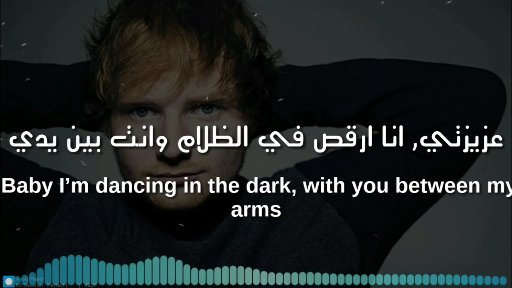 عزيزتي, انا ارقص في الظلام وانت بين يدي
Baby I’m dancing in the dark, with you between my
arms